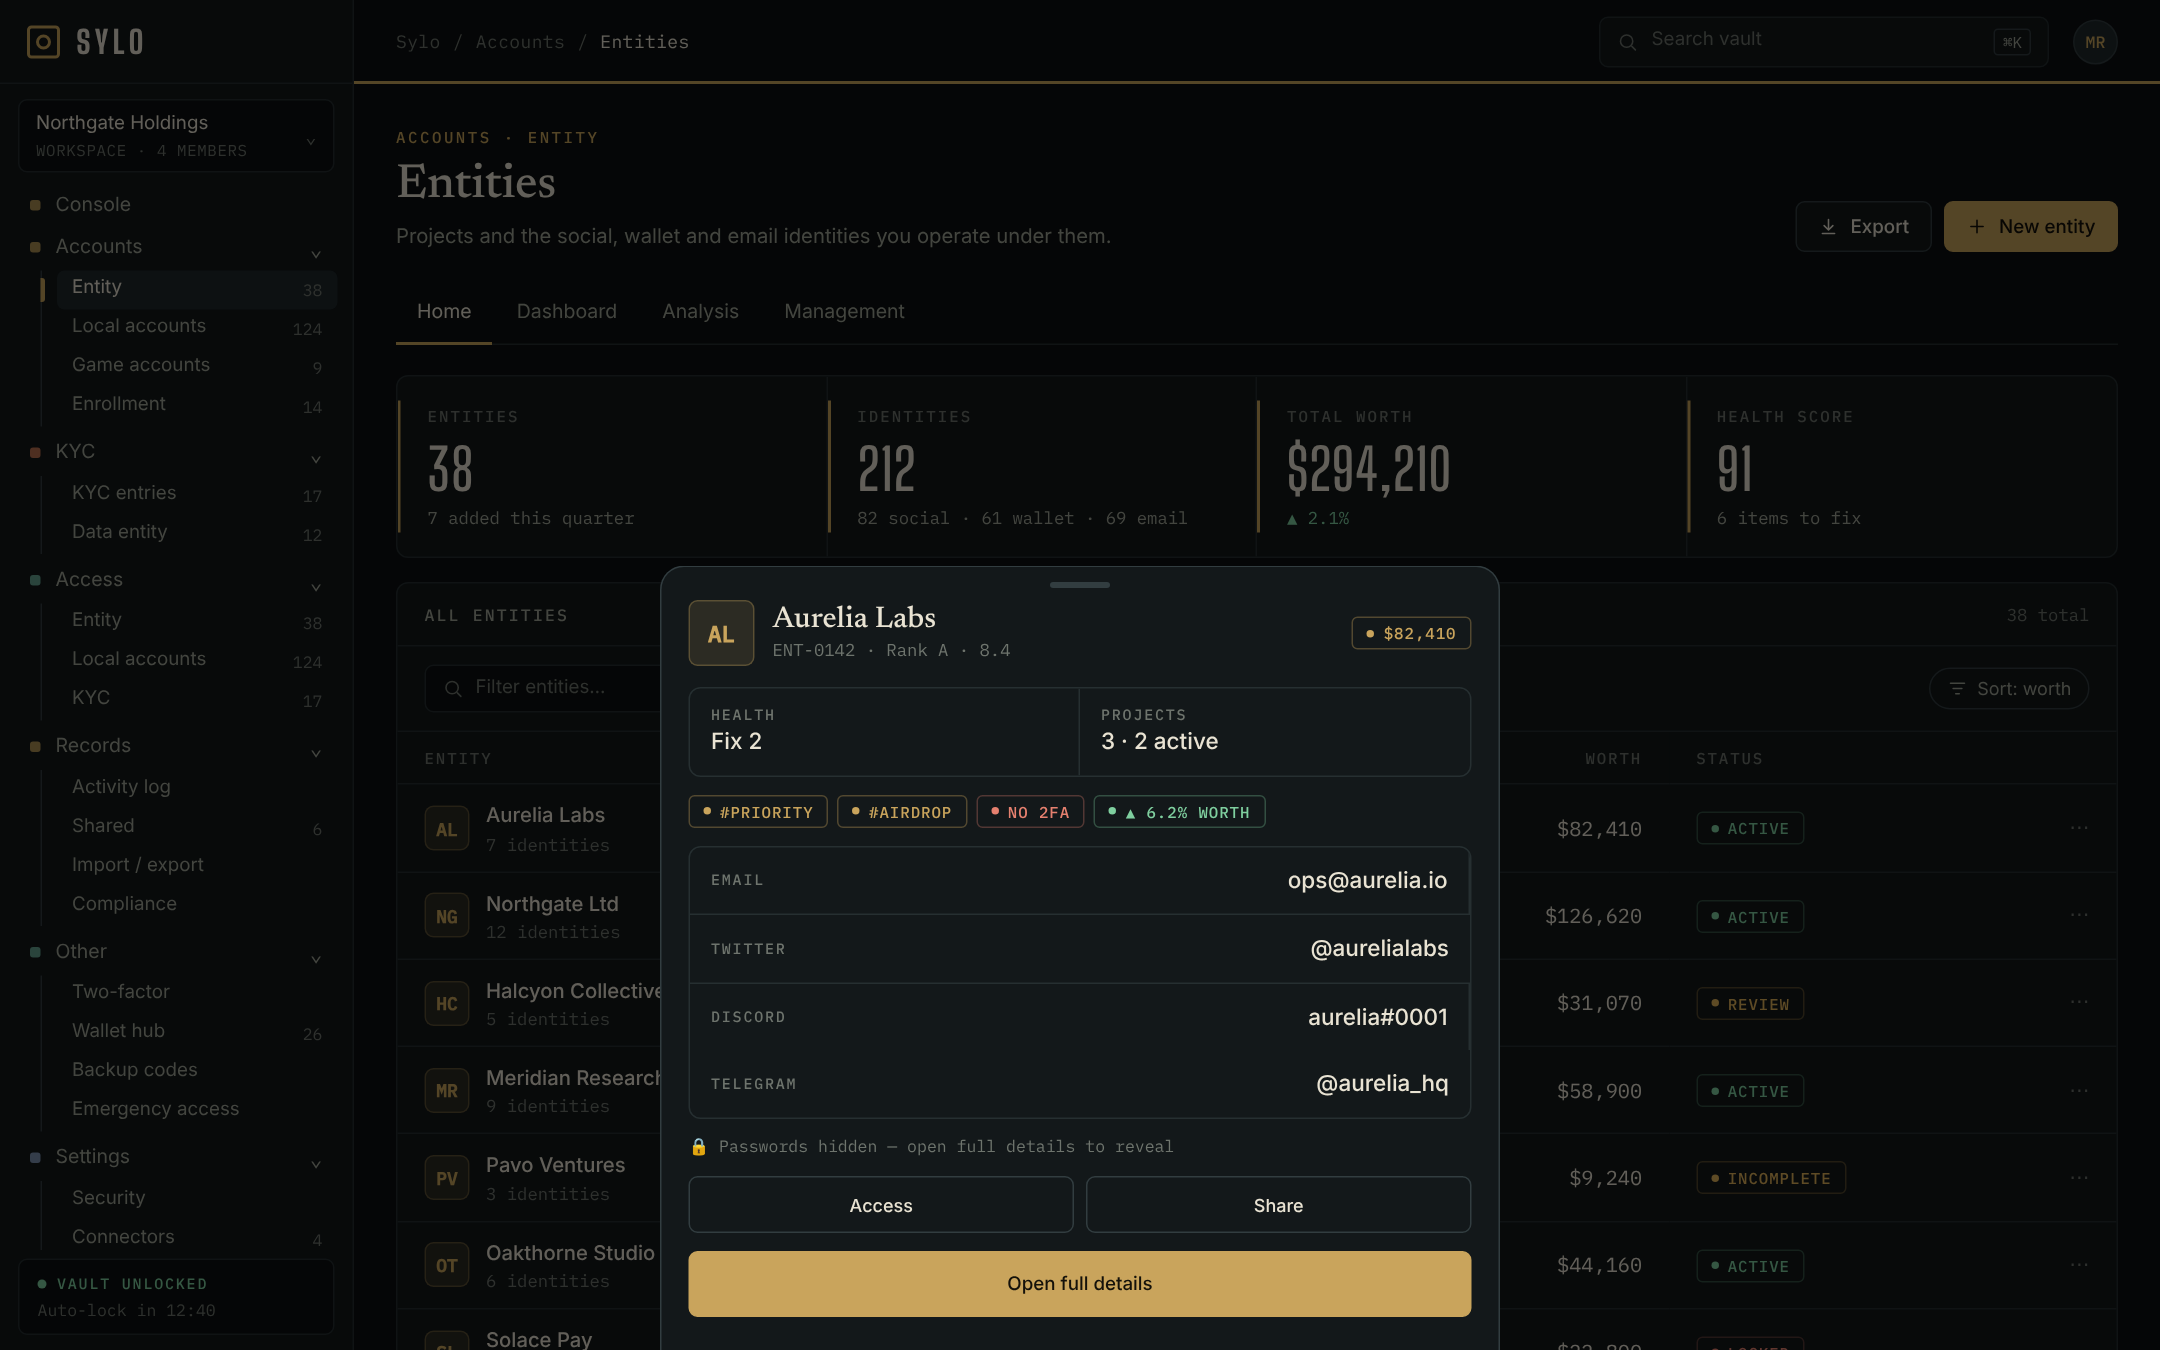 SYLO
Sylo / Accounts / Entities
Search vault
⌘K
MR
Northgate Holdings
WORKSPACE · 4 MEMBERS
Console
Accounts
Entity 38
Local accounts 124
Game accounts 9
Enrollment 14
KYC
KYC entries 17
Data entity 12
Access
Entity 38
Local accounts 124
KYC 17
Records
Activity log
Shared 6
Import / export
Compliance
Other
Two-factor
Wallet hub 26
Backup codes
Emergency access
Settings
Security
Connectors 4
VAULT UNLOCKED
Auto-lock in 12:40
ACCOUNTS · ENTITY
Entities
Projects and the social, wallet and email identities you operate under them.
Export
+ New entity
Home Dashboard Analysis Management
ENTITIES
38
7 added this quarter
IDENTITIES
212
82 social · 61 wallet · 69 email
TOTAL WORTH
$294,210
▲ 2.1%
HEALTH SCORE
91
6 items to fix
ALL ENTITIES
38 total
Filter entities...
Sort: worth
ENTITY WORTH STATUS
AL Aurelia Labs
7 identities
$82,410 ACTIVE ···
NG Northgate Ltd
12 identities
$126,620 ACTIVE ···
HC Halcyon Collective
5 identities
$31,070 REVIEW ···
MR Meridian Research
9 identities
$58,900 ACTIVE ···
PV Pavo Ventures
3 identities
$9,240 INCOMPLETE ···
OT Oakthorne Studio
6 identities
$44,160 ACTIVE ···
Solace Pay
AL
Aurelia Labs
ENT-0142 · Rank A · 8.4
$82,410
HEALTH
Fix 2
PROJECTS
3 · 2 active
#PRIORITY
#AIRDROP
NO 2FA
▲ 6.2% WORTH
EMAIL ops@aurelia.io
TWITTER @aurelialabs
DISCORD aurelia#0001
TELEGRAM @aurelia_hq
🔒 Passwords hidden — open full details to reveal
Access
Share
Open full details